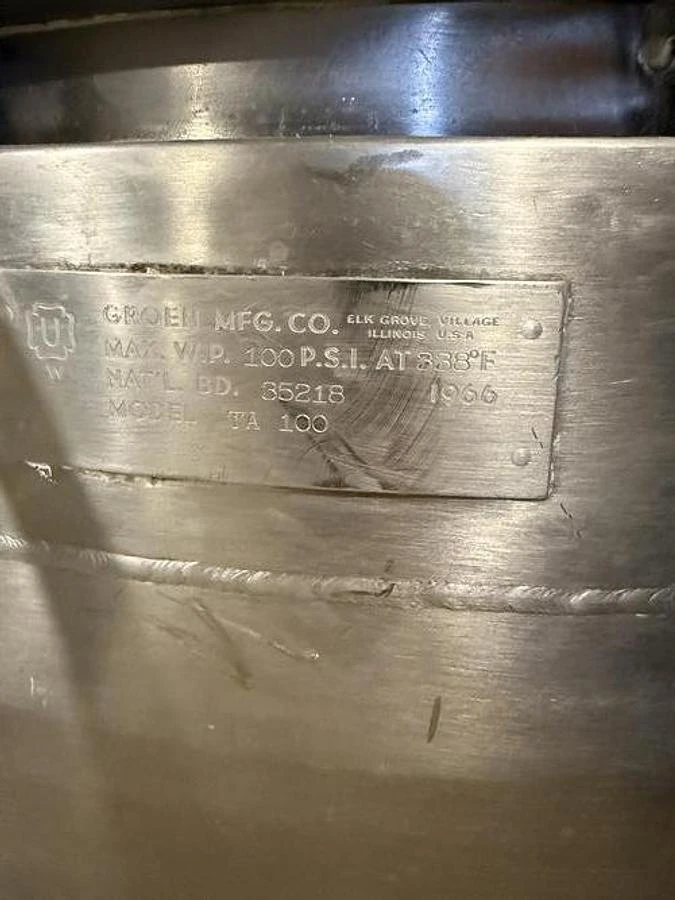 U
GROEN MFG. CO. ELK GROVE VILLAGE
ILLINOIS U.S.A
MAX. W.P. 100 P.S.I. AT 338°F
W
NAT'L. BD. 35218 1966
MODEL TA 100